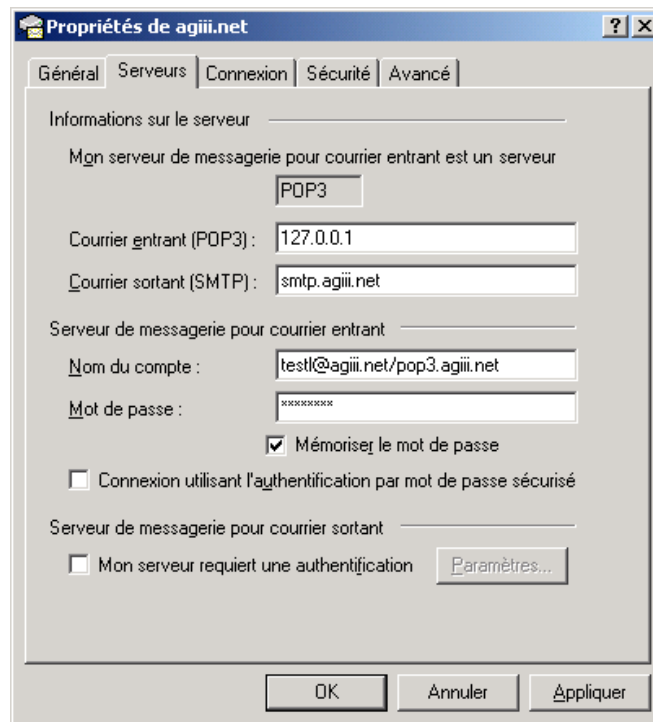 Propriétés de agiii.net
Général Serveurs Connexion Sécurité Avancé
Informations sur le serveur
Mon serveur de messagerie pour courrier entrant est un serveur
POP3
Courrier entrant (POP3) : 127.0.0.1
Courrier sortant (SMTP) : smtp.agiii.net
Serveur de messagerie pour courrier entrant
Nom du compte : testl@agiii.net/pop3.agiii.net
Mot de passe : ××××××××
Mémoriser le mot de passe
Connexion utilisant l'authentification par mot de passe sécurisé
Serveur de messagerie pour courrier sortant
Mon serveur requiert une authentification Paramètres...
OK Annuler Appliquer